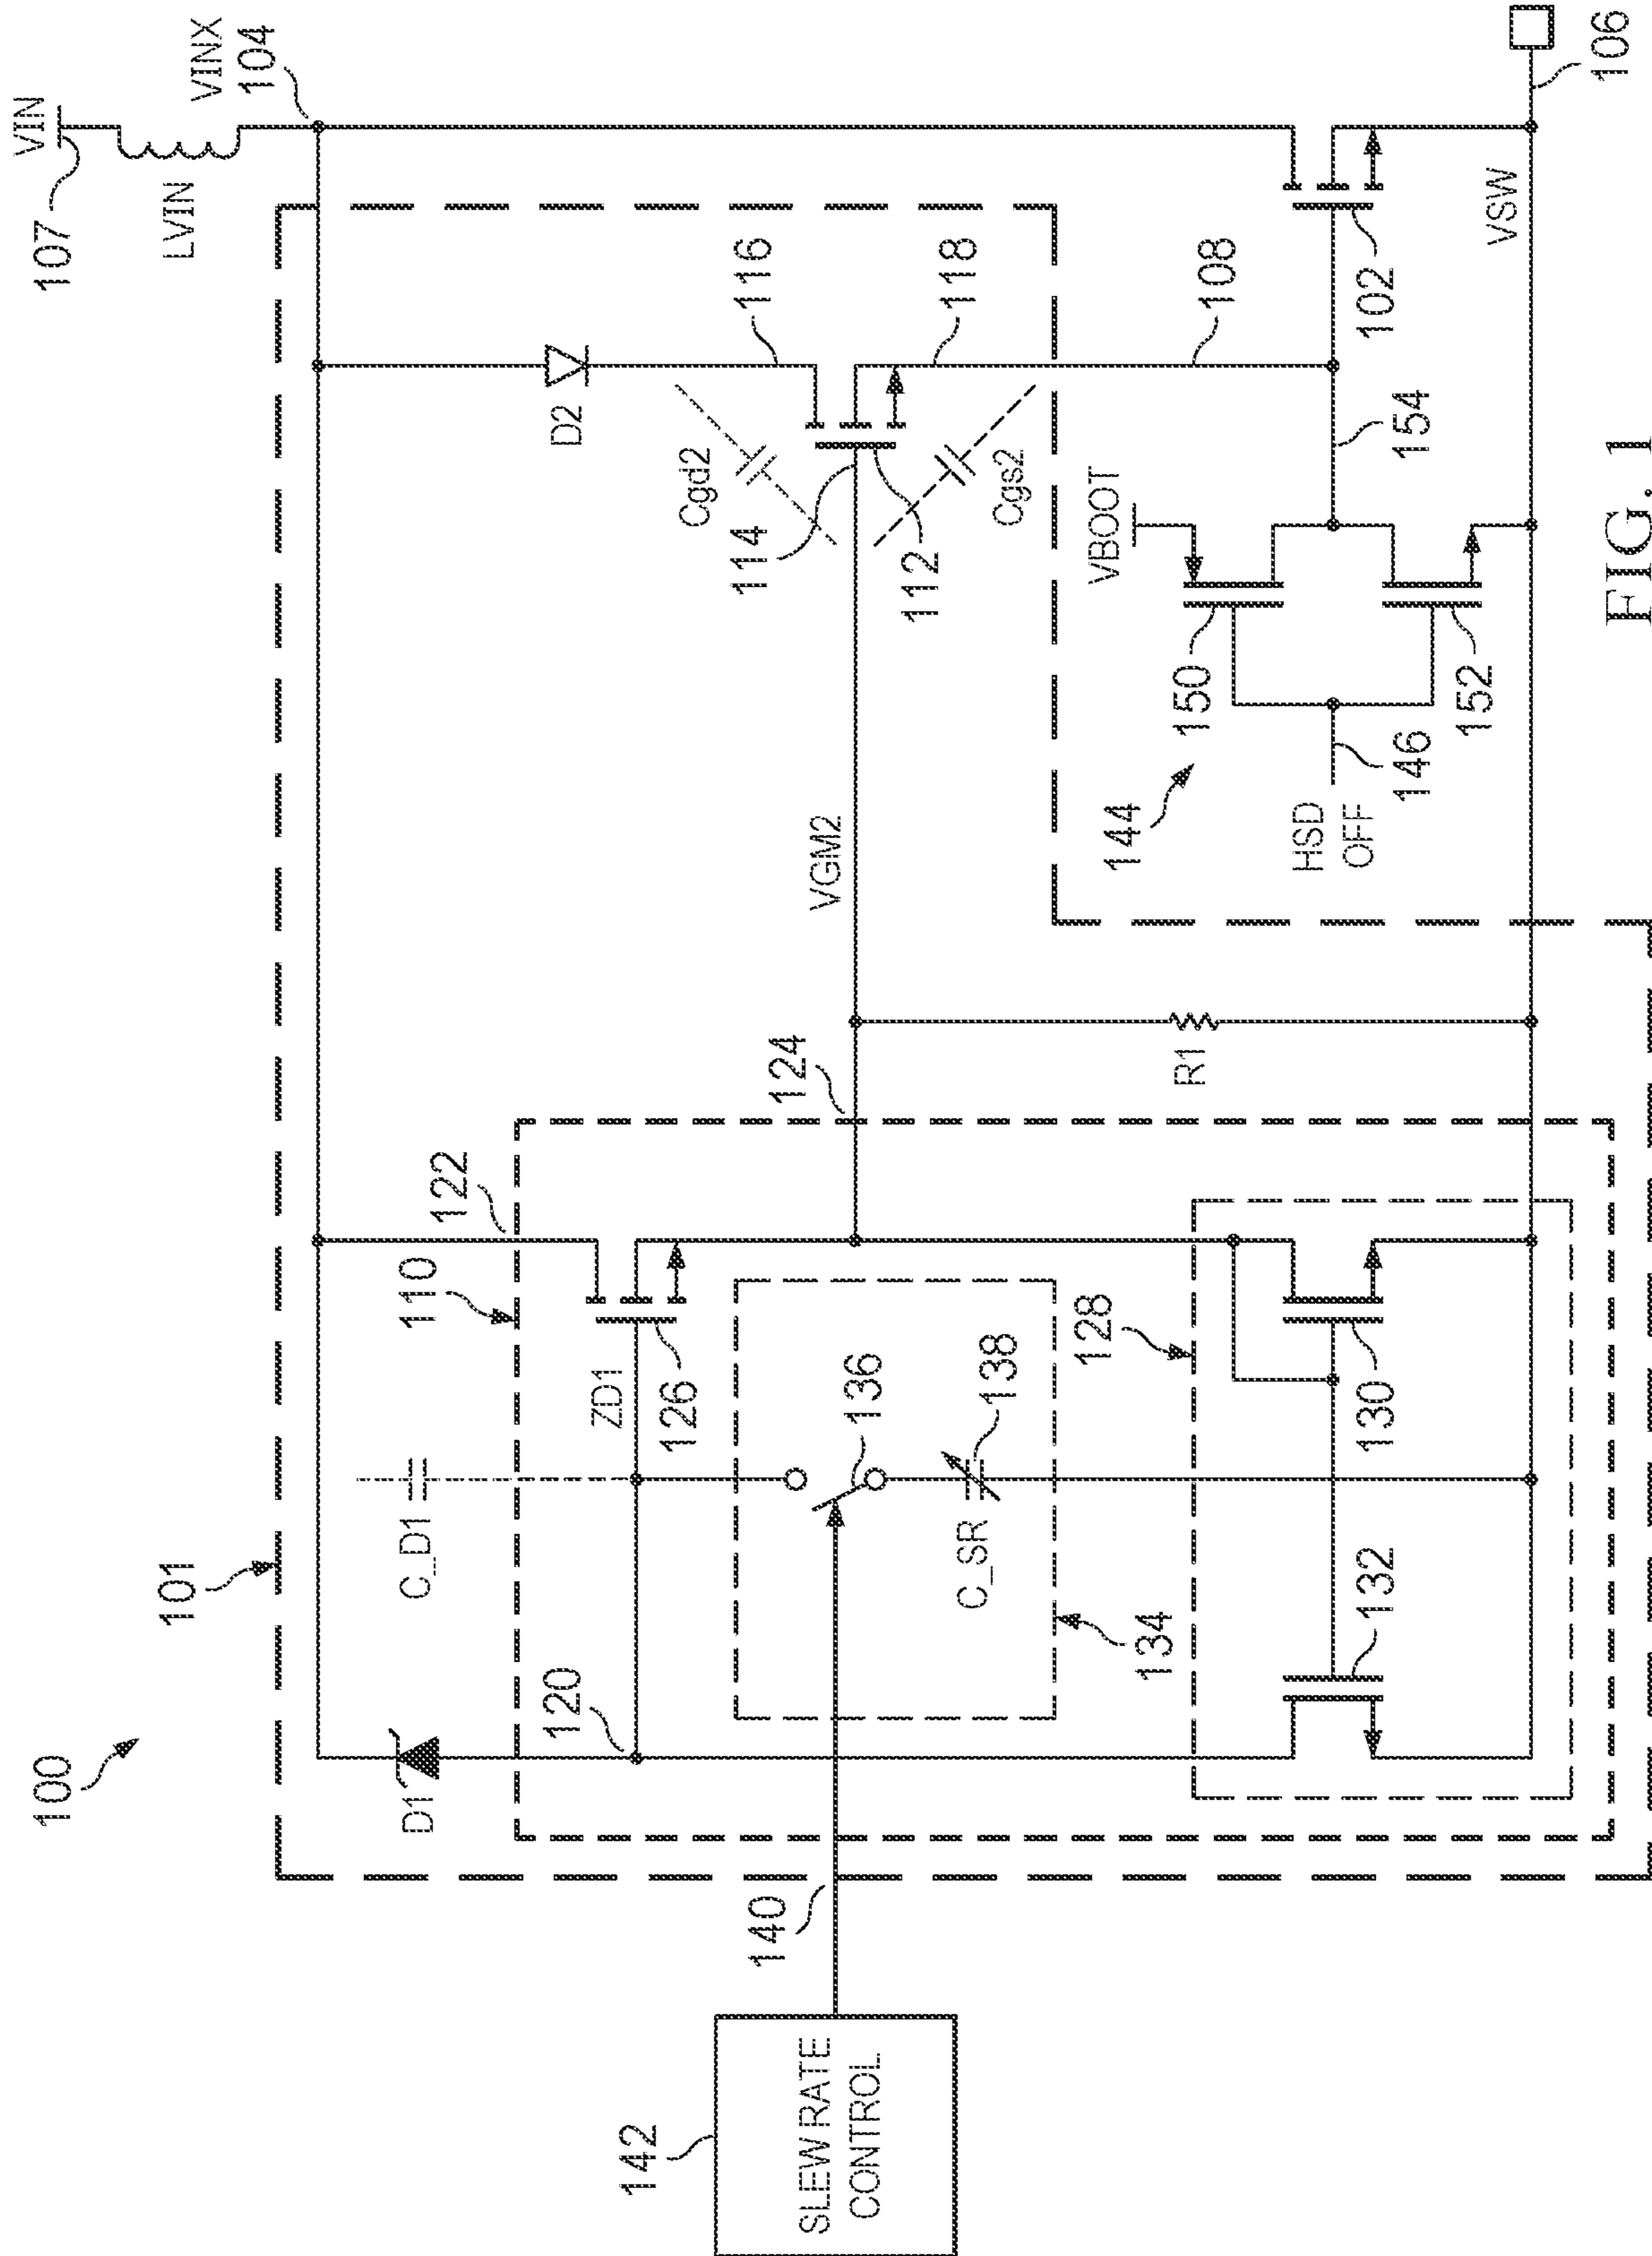 100
101
VIN
107
LVIN
VINX
104
D1
C_D1
110
122
120
ZD1
126
124
VGM2
D2
116
Cgd2
114
112
Cgs2
118
108
136
138
C_SR
134
128
132
130
R1
140
142
SLEW RATE
CONTROL
VBOOT
150
144
HSD
OFF
146
152
154
102
VSW
106
FIG. 1